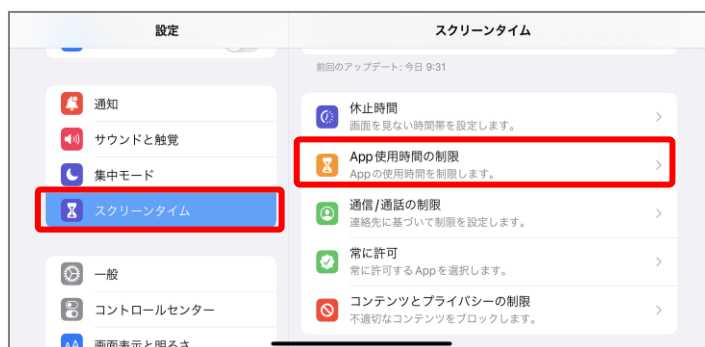 設定
スクリーンタイム
前回のアップデート: 今日 9:31
通知
サウンドと触覚
集中モード
スクリーンタイム
一般
コントロールセンター
AA 画面表示と明るさ
休止時間
画面を見ない時間帯を設定します。
App使用時間の制限
Appの使用時間を制限します。
通信/通話の制限
連絡先に基づいて制限を設定します。
常に許可
常に許可するAppを選択します。
コンテンツとプライバシーの制限
不適切なコンテンツをブロックします。